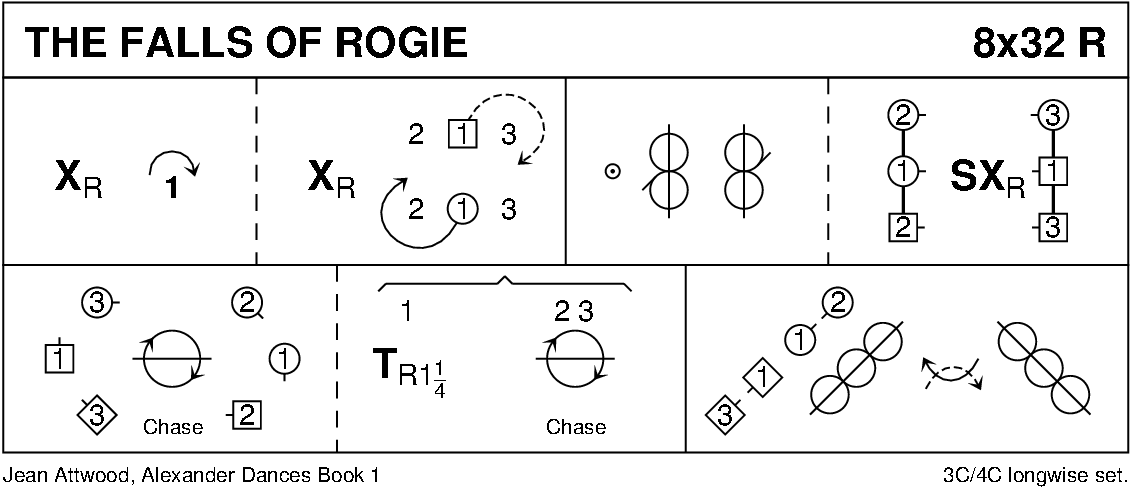 THE FALLS OF ROGIE 8x32 R
XR 1 XR 2 1 3
2 1 3
2 3
1 SXR 1
2 3
3 2 1 2 3
1 1 TR1 1/4
3 2
Chase Chase
2
1
1
3
Jean Attwood, Alexander Dances Book 1 3C/4C longwise set.